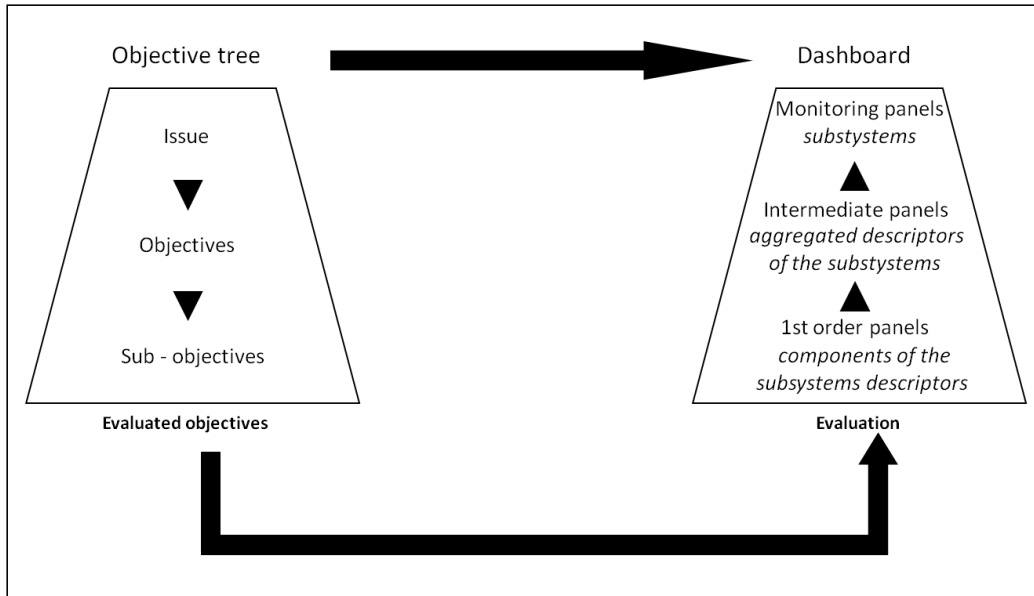 Objective tree
Issue
Objectives
Sub - objectives
Evaluated objectives
Dashboard
Monitoring panels
substystems
Intermediate panels
aggregated descriptors
of the substystems
1st order panels
components of the
subsystems descriptors
Evaluation